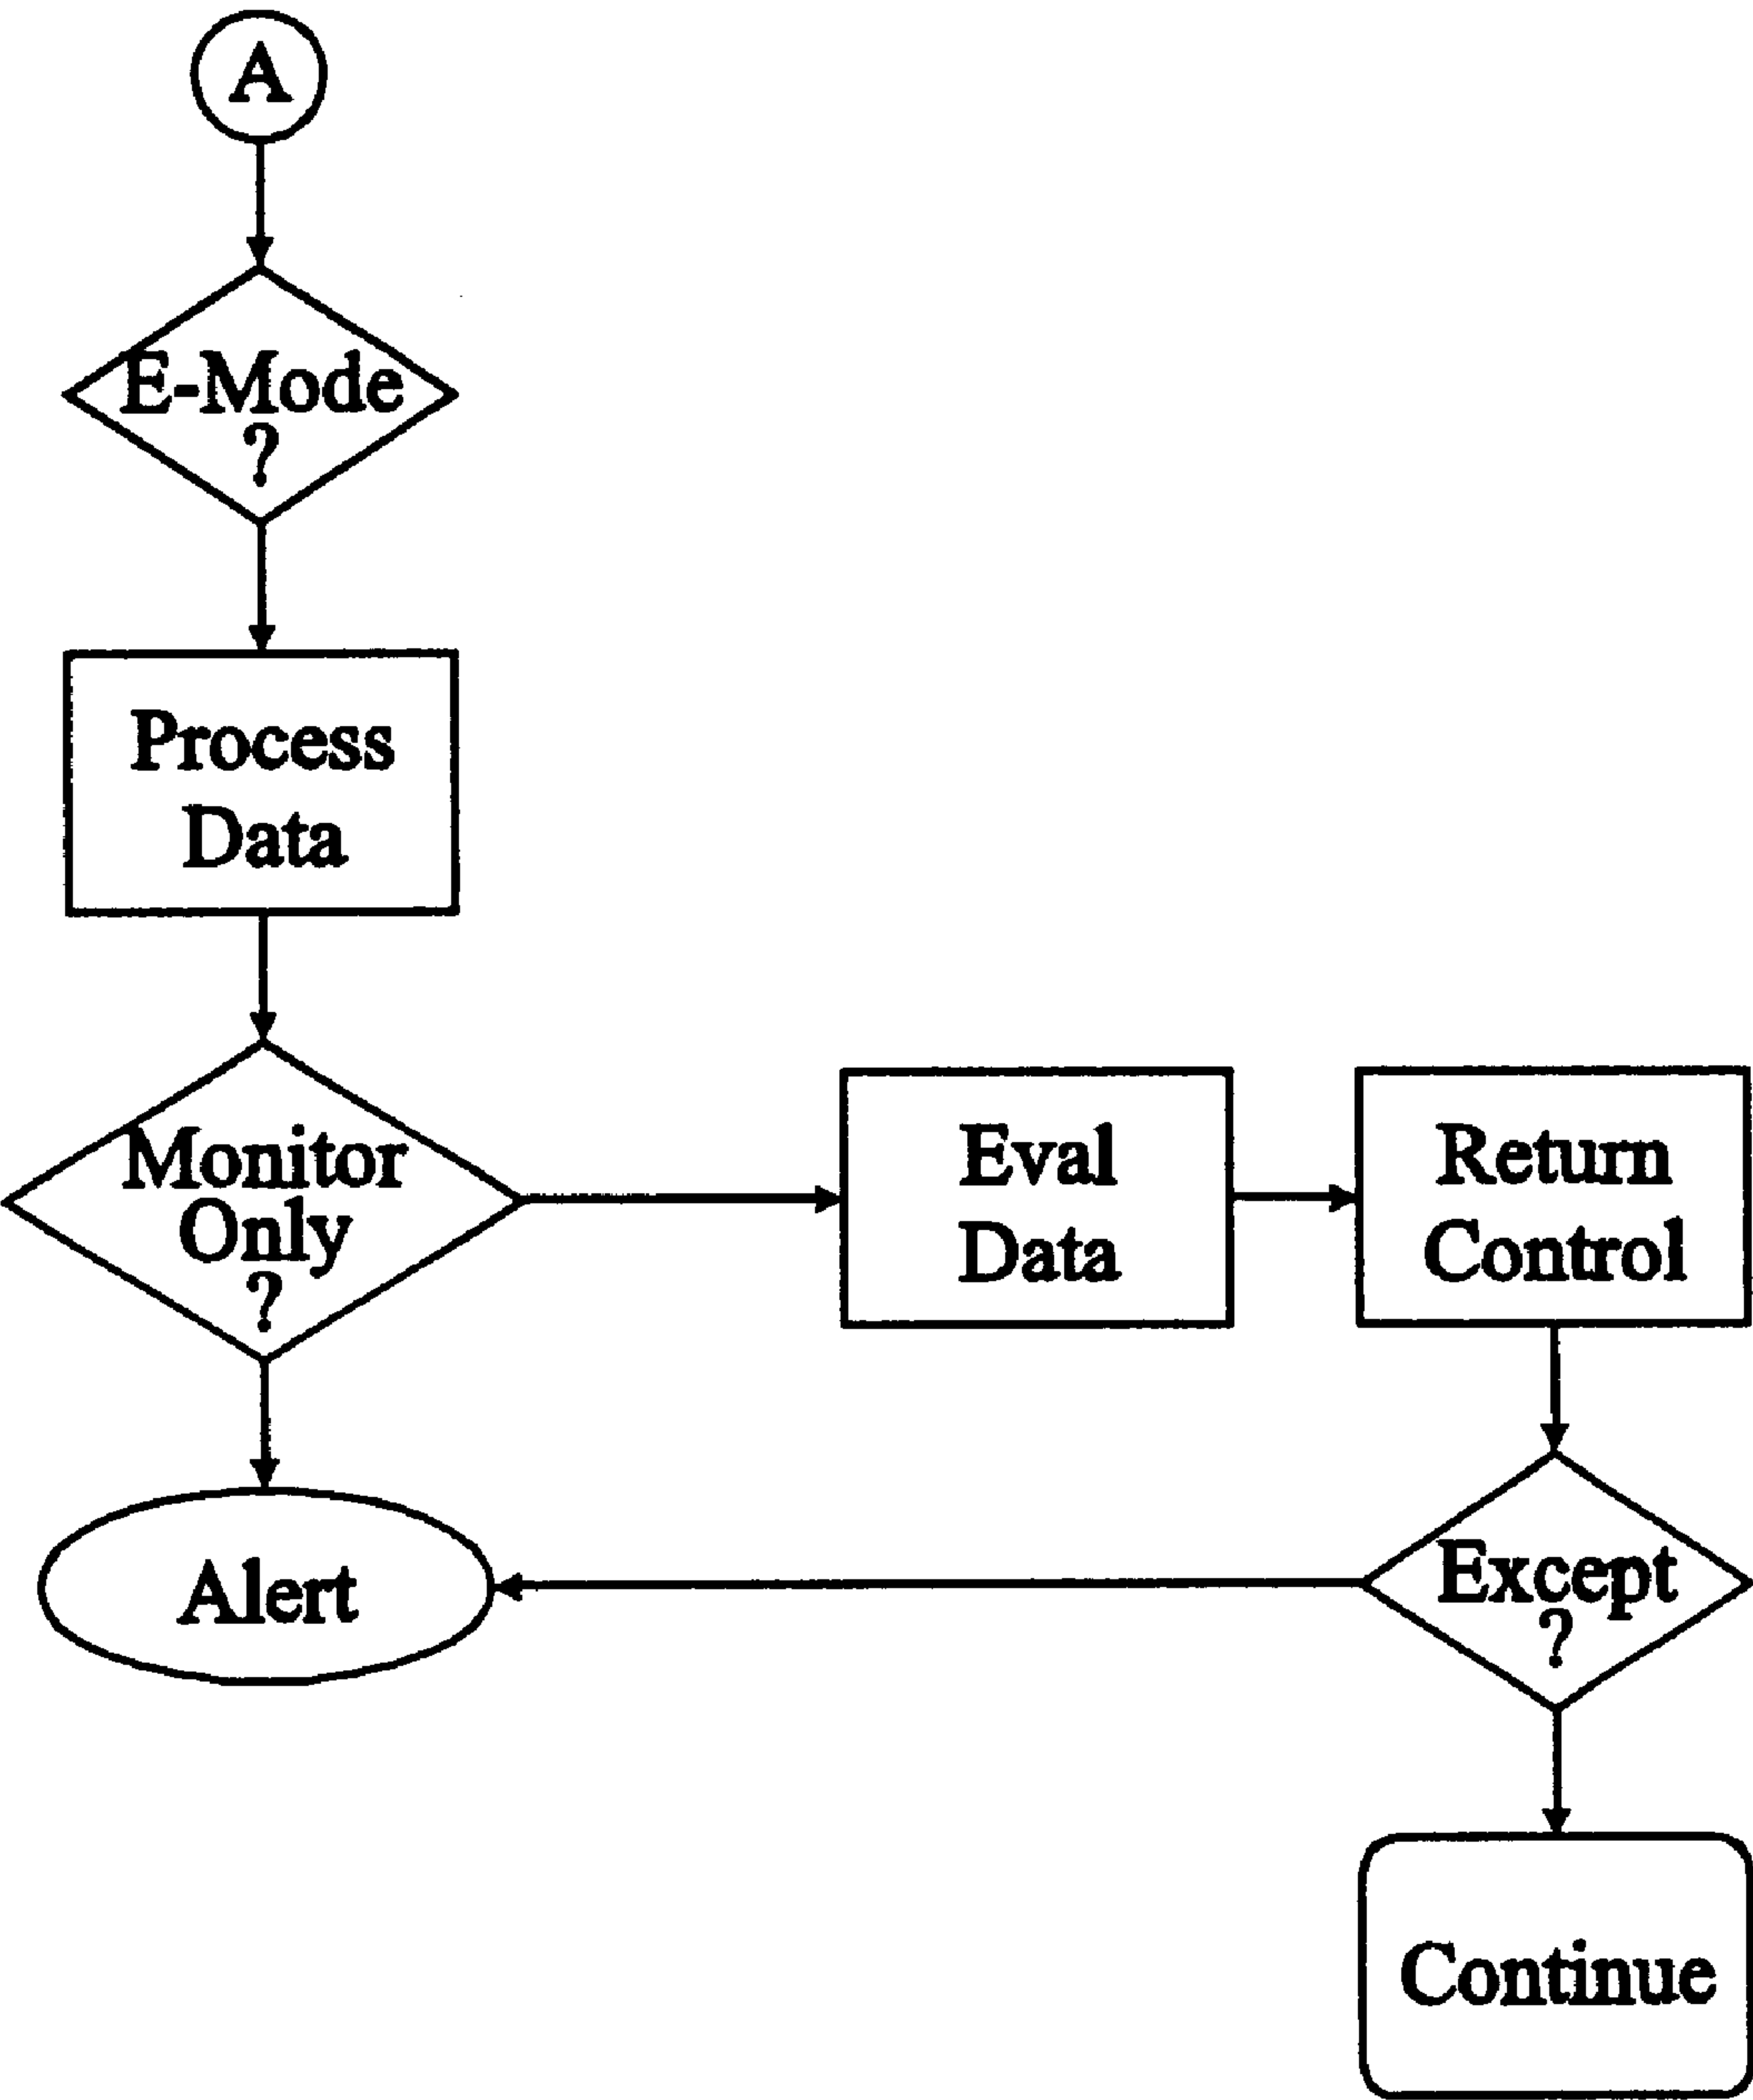 A
E-Mode
?
Process
Data
Monitor
Only
?
Eval
Data
Return
Control
Alert
Except
?
Continue